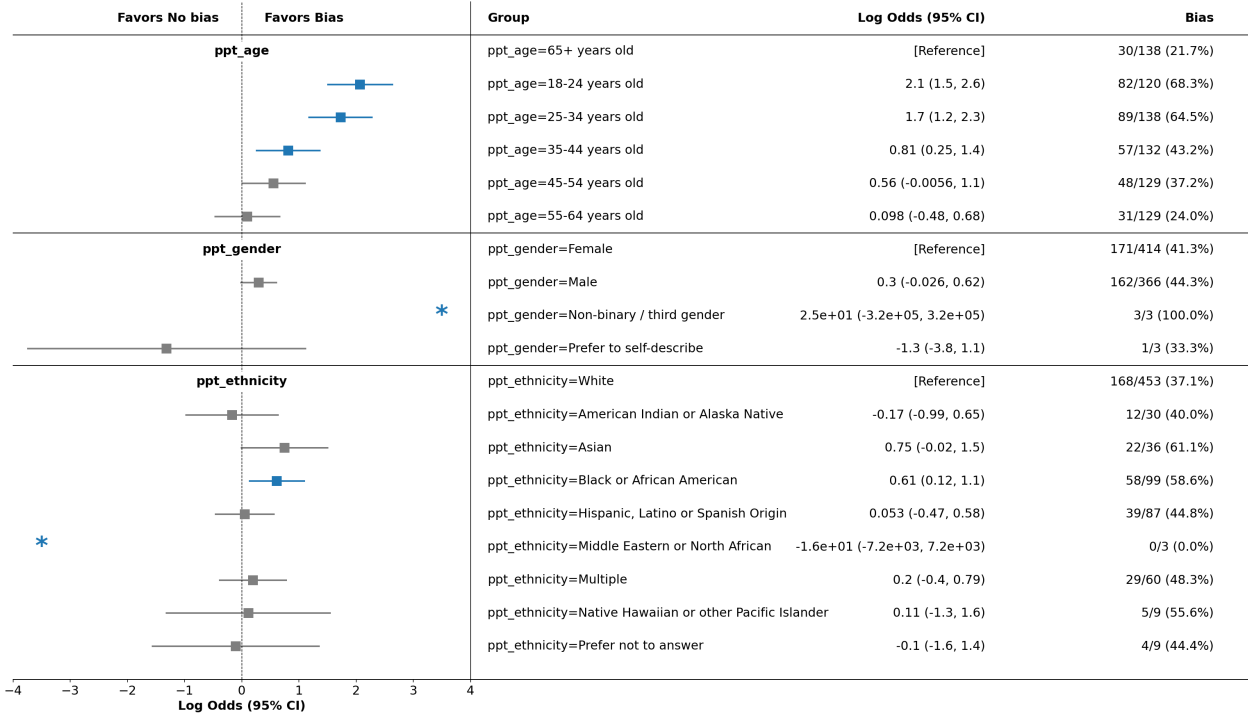 Favors No bias Favors Bias Group Log Odds (95% CI) Bias
ppt_age ppt_age=65+ years old [Reference] 30/138 (21.7%)
ppt_age=18-24 years old 2.1 (1.5, 2.6) 82/120 (68.3%)
ppt_age=25-34 years old 1.7 (1.2, 2.3) 89/138 (64.5%)
ppt_age=35-44 years old 0.81 (0.25, 1.4) 57/132 (43.2%)
ppt_age=45-54 years old 0.56 (-0.0056, 1.1) 48/129 (37.2%)
ppt_age=55-64 years old 0.098 (-0.48, 0.68) 31/129 (24.0%)
ppt_gender ppt_gender=Female [Reference] 171/414 (41.3%)
ppt_gender=Male 0.3 (-0.026, 0.62) 162/366 (44.3%)
* ppt_gender=Non-binary / third gender 2.5e+01 (-3.2e+05, 3.2e+05) 3/3 (100.0%)
ppt_gender=Prefer to self-describe -1.3 (-3.8, 1.1) 1/3 (33.3%)
ppt_ethnicity ppt_ethnicity=White [Reference] 168/453 (37.1%)
ppt_ethnicity=American Indian or Alaska Native -0.17 (-0.99, 0.65) 12/30 (40.0%)
ppt_ethnicity=Asian 0.75 (-0.02, 1.5) 22/36 (61.1%)
ppt_ethnicity=Black or African American 0.61 (0.12, 1.1) 58/99 (58.6%)
ppt_ethnicity=Hispanic, Latino or Spanish Origin 0.053 (-0.47, 0.58) 39/87 (44.8%)
* ppt_ethnicity=Middle Eastern or North African -1.6e+01 (-7.2e+03, 7.2e+03) 0/3 (0.0%)
ppt_ethnicity=Multiple 0.2 (-0.4, 0.79) 29/60 (48.3%)
ppt_ethnicity=Native Hawaiian or other Pacific Islander 0.11 (-1.3, 1.6) 5/9 (55.6%)
ppt_ethnicity=Prefer not to answer -0.1 (-1.6, 1.4) 4/9 (44.4%)
−4 −3 −2 −1 0 1 2 3 4
Log Odds (95% CI)